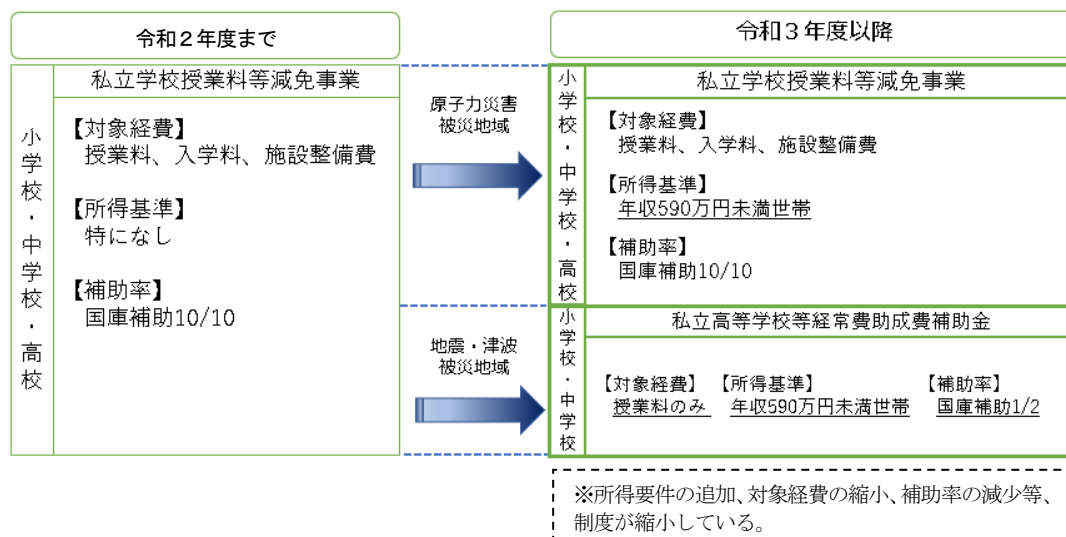 令和２年度まで
小学校・中学校・高校
私立学校授業料等減免事業
【対象経費】
授業料、入学料、施設整備費
【所得基準】
特になし
【補助率】
国庫補助10/10
原子力災害
被災地域
地震・津波
被災地域
令和３年度以降
小学校・中学校・高校
私立学校授業料等減免事業
【対象経費】
授業料、入学料、施設整備費
【所得基準】
年収590万円未満世帯
【補助率】
国庫補助10/10
小学校・中学校
私立高等学校等経常費助成費補助金
【対象経費】 【所得基準】 【補助率】
授業料のみ 年収590万円未満世帯 国庫補助1/2
※所得要件の追加、対象経費の縮小、補助率の減少等、
制度が縮小している。